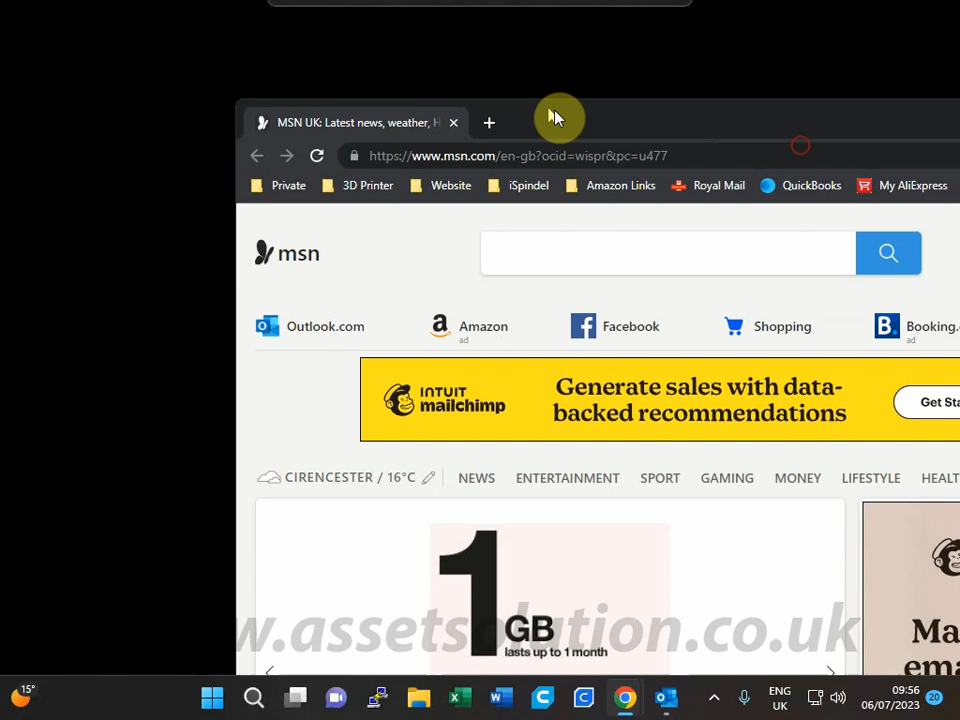 MSN UK: Latest news, weather, H
https://www.msn.com/en-gb?ocid=wispr&pc=u477
Private 3D Printer Website iSpindel Amazon Links Royal Mail QuickBooks My AliExpress
msn
Outlook.com Amazon Facebook Shopping B. Booking.
ad ad
INTUIT mailchimp
Generate sales with data-
backed recommendations
Get Sta
CIRENCESTER / 16°C NEWS ENTERTAINMENT SPORT GAMING MONEY LIFESTYLE HEALT
1GB
lasts up to 1 month
Ma
ema
w.assetsolution.co.uk
15°
ENG
UK
09:56
06/07/2023
20